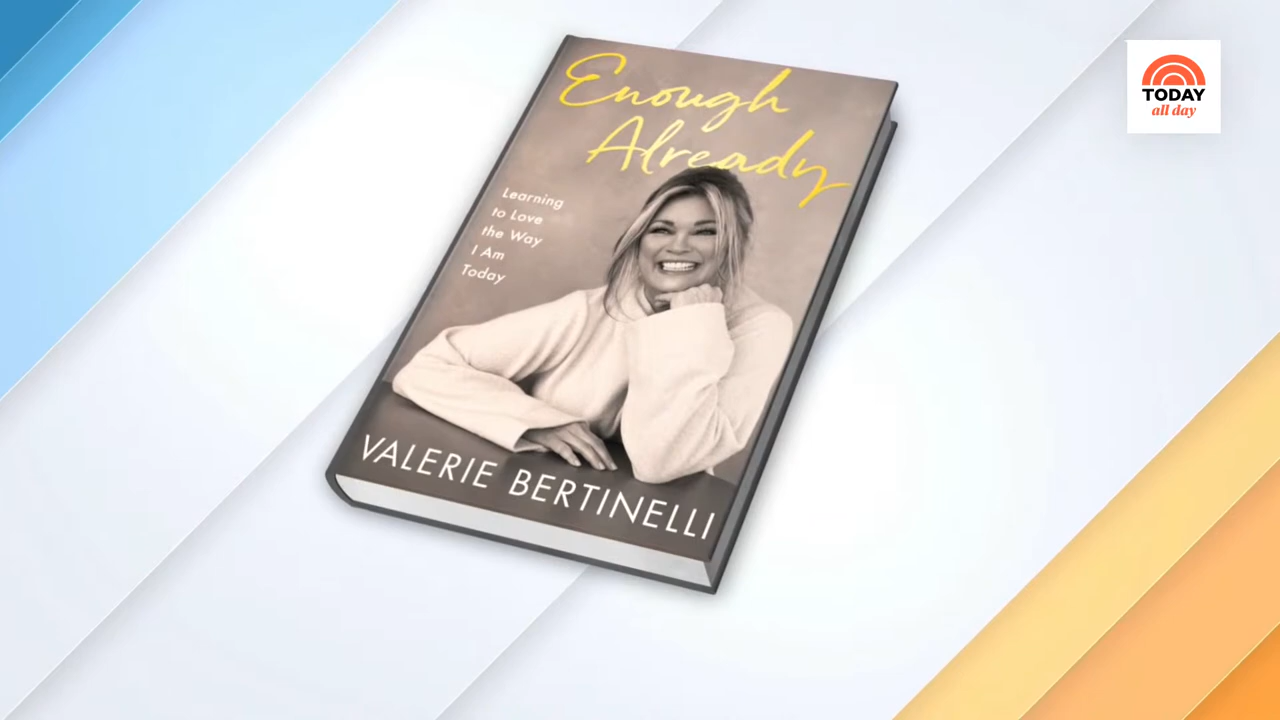 Enough
Already
Learning
to Love
the Way
I Am
Today
VALERIE BERTINELLI
TODAY
all day